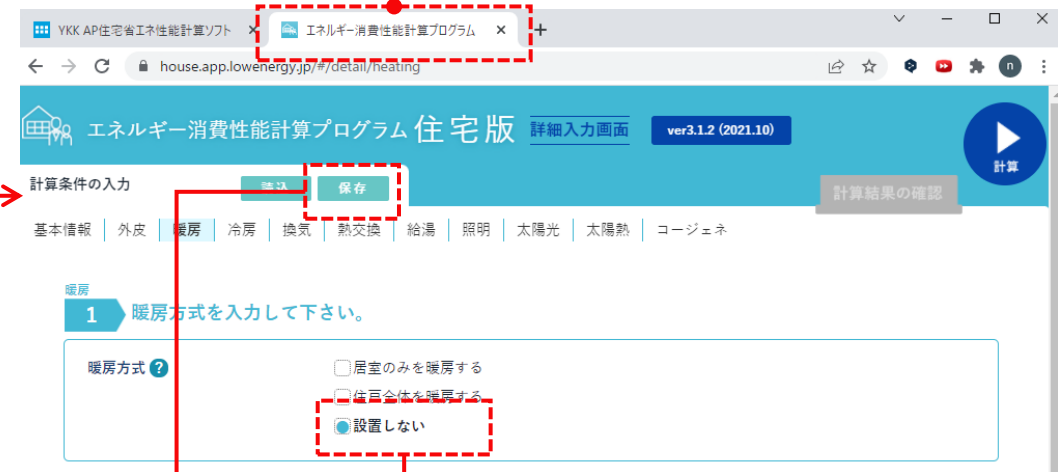 YKK AP住宅省エネ性能計算ソフト × エネルギー消費性能計算プログラム × +
house.app.lowenergy.jp/#/detail/heating n
エネルギー消費性能計算プログラム 住宅版 詳細入力画面 ver3.1.2 (2021.10)
計算
計算条件の入力 読込 保存 計算結果の確認
基本情報 外皮 暖房 冷房 換気 熱交換 給湯 照明 太陽光 太陽熱 コージェネ
暖房
1 暖房方式を入力して下さい。
暖房方式 ? 居室のみを暖房する
住戸全体を暖房する
設置しない